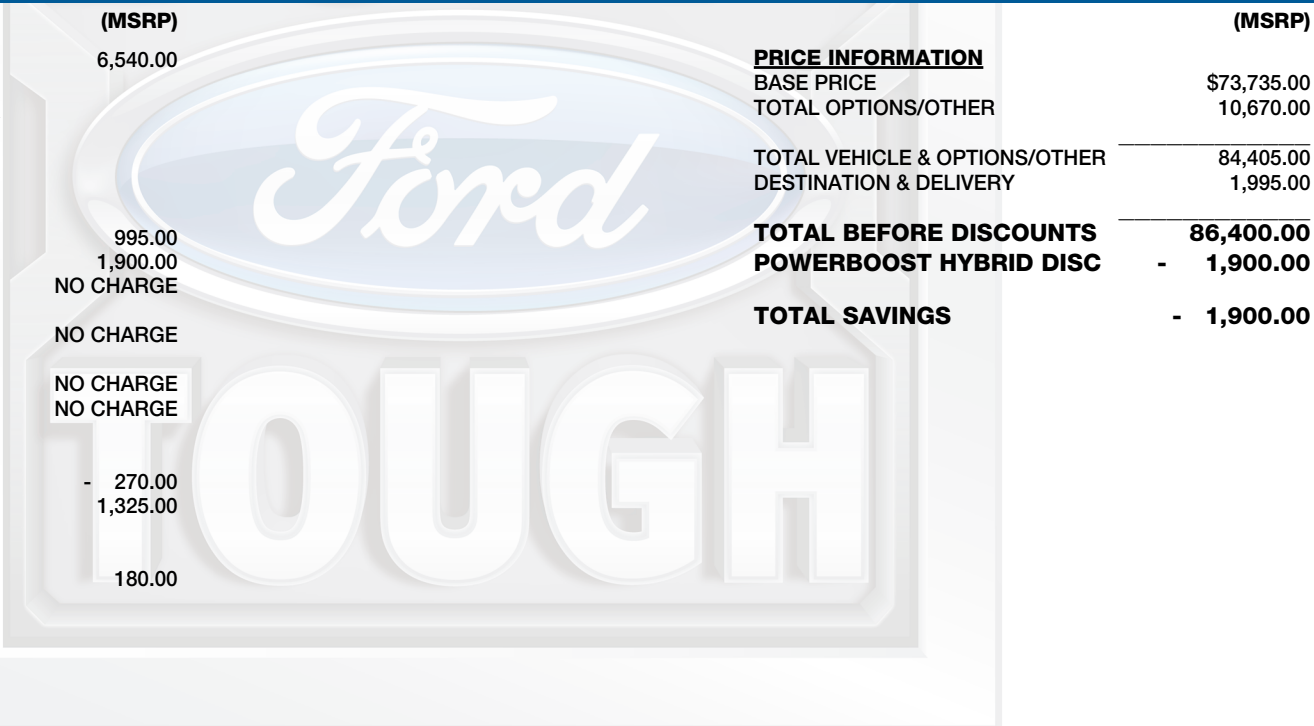 (MSRP)
6,540.00
995.00
1,900.00
NO CHARGE
NO CHARGE
NO CHARGE
NO CHARGE
- 270.00
1,325.00
180.00
(MSRP)
PRICE INFORMATION
BASE PRICE $73,735.00
TOTAL OPTIONS/OTHER 10,670.00
TOTAL VEHICLE & OPTIONS/OTHER 84,405.00
DESTINATION & DELIVERY 1,995.00
TOTAL BEFORE DISCOUNTS 86,400.00
POWERBOOST HYBRID DISC - 1,900.00
TOTAL SAVINGS - 1,900.00
Ford
TOUGH